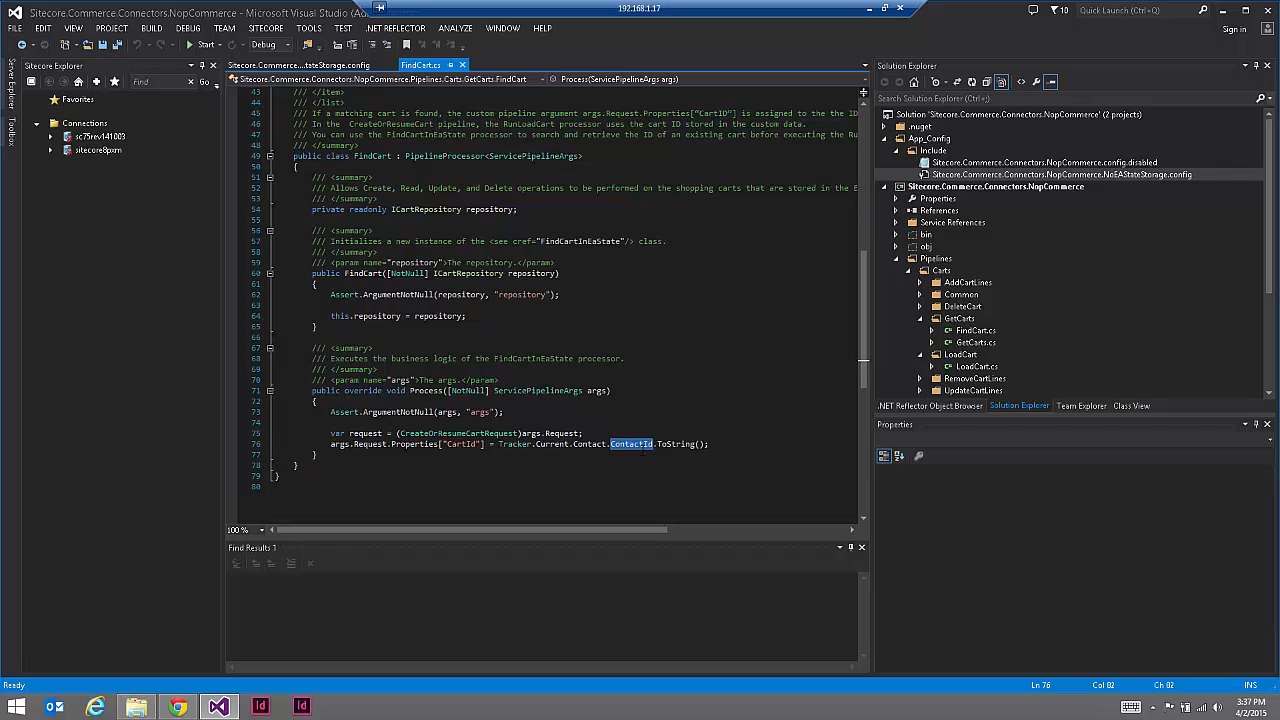 Sitecore.Commerce.Connectors.NopCommerce - Microsoft Visual Studio (Ad
192.168.1.17
10
Quick Launch (Ctrl+Q)
FILE EDIT VIEW PROJECT BUILD DEBUG TEAM SITECORE TOOLS TEST .NET REFLECTOR ANALYZE WINDOW HELP
Sign in
Start
Debug
Sitecore Explorer
Find
Go
Favorites
Connections
sc75rev141003
sitecore8pxm
Server Explorer
Toolbox
Sitecore.Commerce....tateStorage.config
FindCart.cs
Sitecore.Commerce.Connectors.NopCommerce.Pipelines.Carts.GetCarts.FindCart
Process(ServicePipelineArgs args)
43 /// </item>
44 /// </list>
45 /// If a matching cart is found, the custom pipeline argument args.Request.Properties["CartID"] is assigned to the the ID
46 /// In the  CreateOrResumeCart pipeline, the RunLoadCart processor uses the cart ID stored in the custom data.
47 /// You can use the FindCartInEaState processor to search and retrieve the ID of an existing cart before executing the Ru
48 /// </summary>
49 public class FindCart : PipelineProcessor<ServicePipelineArgs>
50 {
51 /// <summary>
52 /// Allows Create, Read, Update, and Delete operations to be performed on the shopping carts that are stored in the E
53 /// </summary>
54 private readonly ICartRepository repository;
55
56 /// <summary>
57 /// Initializes a new instance of the <see cref="FindCartInEaState"/> class.
58 /// </summary>
59 /// <param name="repository">The repository.</param>
60 public FindCart([NotNull] ICartRepository repository)
61 {
62 Assert.ArgumentNotNull(repository, "repository");
63
64 this.repository = repository;
65 }
66
67 /// <summary>
68 /// Executes the business logic of the FindCartInEaState processor.
69 /// </summary>
70 /// <param name="args">The args.</param>
71 public override void Process([NotNull] ServicePipelineArgs args)
72 {
73 Assert.ArgumentNotNull(args, "args");
74
75 var request = (CreateOrResumeCartRequest)args.Request;
76 args.Request.Properties["CartId"] = Tracker.Current.Contact.ContactId.ToString();
77 }
78 }
79 }
80
100 %
Find Results 1
Solution Explorer
Search Solution Explorer (Ctrl+;)
Solution 'Sitecore.Commerce.Connectors.NopCommerce' (2 projects)
.nuget
App_Config
Include
Sitecore.Commerce.Connectors.NopCommerce.config.disabled
Sitecore.Commerce.Connectors.NopCommerce.NoEAStateStorage.config
Sitecore.Commerce.Connectors.NopCommerce
Properties
References
Service References
bin
obj
Pipelines
Carts
AddCartLines
Common
DeleteCart
GetCarts
FindCart.cs
GetCarts.cs
LoadCart
LoadCart.cs
RemoveCartLines
UpdateCartLines
.NET Reflector Object Browser Solution Explorer Team Explorer Class View
Properties
Ready
Ln 76 Col 82 Ch 82 INS
3:37 PM
4/2/2015